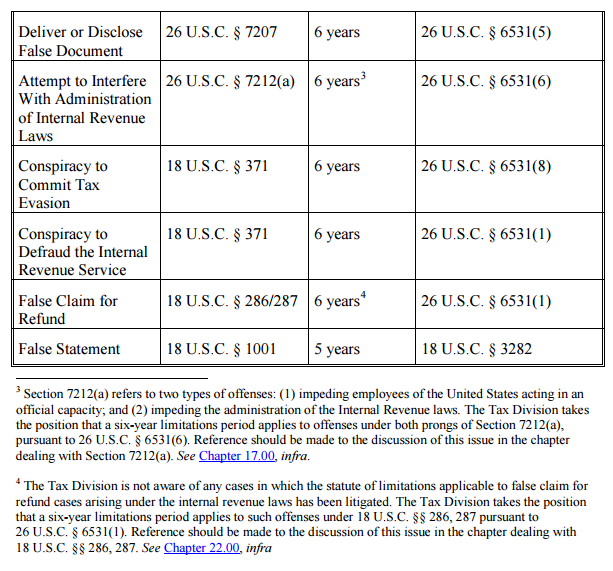 Deliver or Disclose 26 U.S.C. § 7207 6 years 26 U.S.C. § 6531(5)
False Document
Attempt to Interfere 26 U.S.C. § 7212(a) 6 years3 26 U.S.C. § 6531(6)
With Administration
of Internal Revenue
Laws
Conspiracy to 18 U.S.C. § 371 6 years 26 U.S.C. § 6531(8)
Commit Tax
Evasion
Conspiracy to 18 U.S.C. § 371 6 years 26 U.S.C. § 6531(1)
Defraud the Internal
Revenue Service
False Claim for 18 U.S.C. § 286/287 6 years4 26 U.S.C. § 6531(1)
Refund
False Statement 18 U.S.C. § 1001 5 years 18 U.S.C. § 3282
3 Section 7212(a) refers to two types of offenses: (1) impeding employees of the United States acting in an
official capacity; and (2) impeding the administration of the Internal Revenue laws. The Tax Division takes
the position that a six-year limitations period applies to offenses under both prongs of Section 7212(a),
pursuant to 26 U.S.C. § 6531(6). Reference should be made to the discussion of this issue in the chapter
dealing with Section 7212(a). See Chapter 17.00, infra.
4 The Tax Division is not aware of any cases in which the statute of limitations applicable to false claim for
refund cases arising under the internal revenue laws has been litigated. The Tax Division takes the position
that a six-year limitations period applies to such offenses under 18 U.S.C. §§ 286, 287 pursuant to
26 U.S.C. § 6531(1). Reference should be made to the discussion of this issue in the chapter dealing with
18 U.S.C. §§ 286, 287. See Chapter 22.00, infra